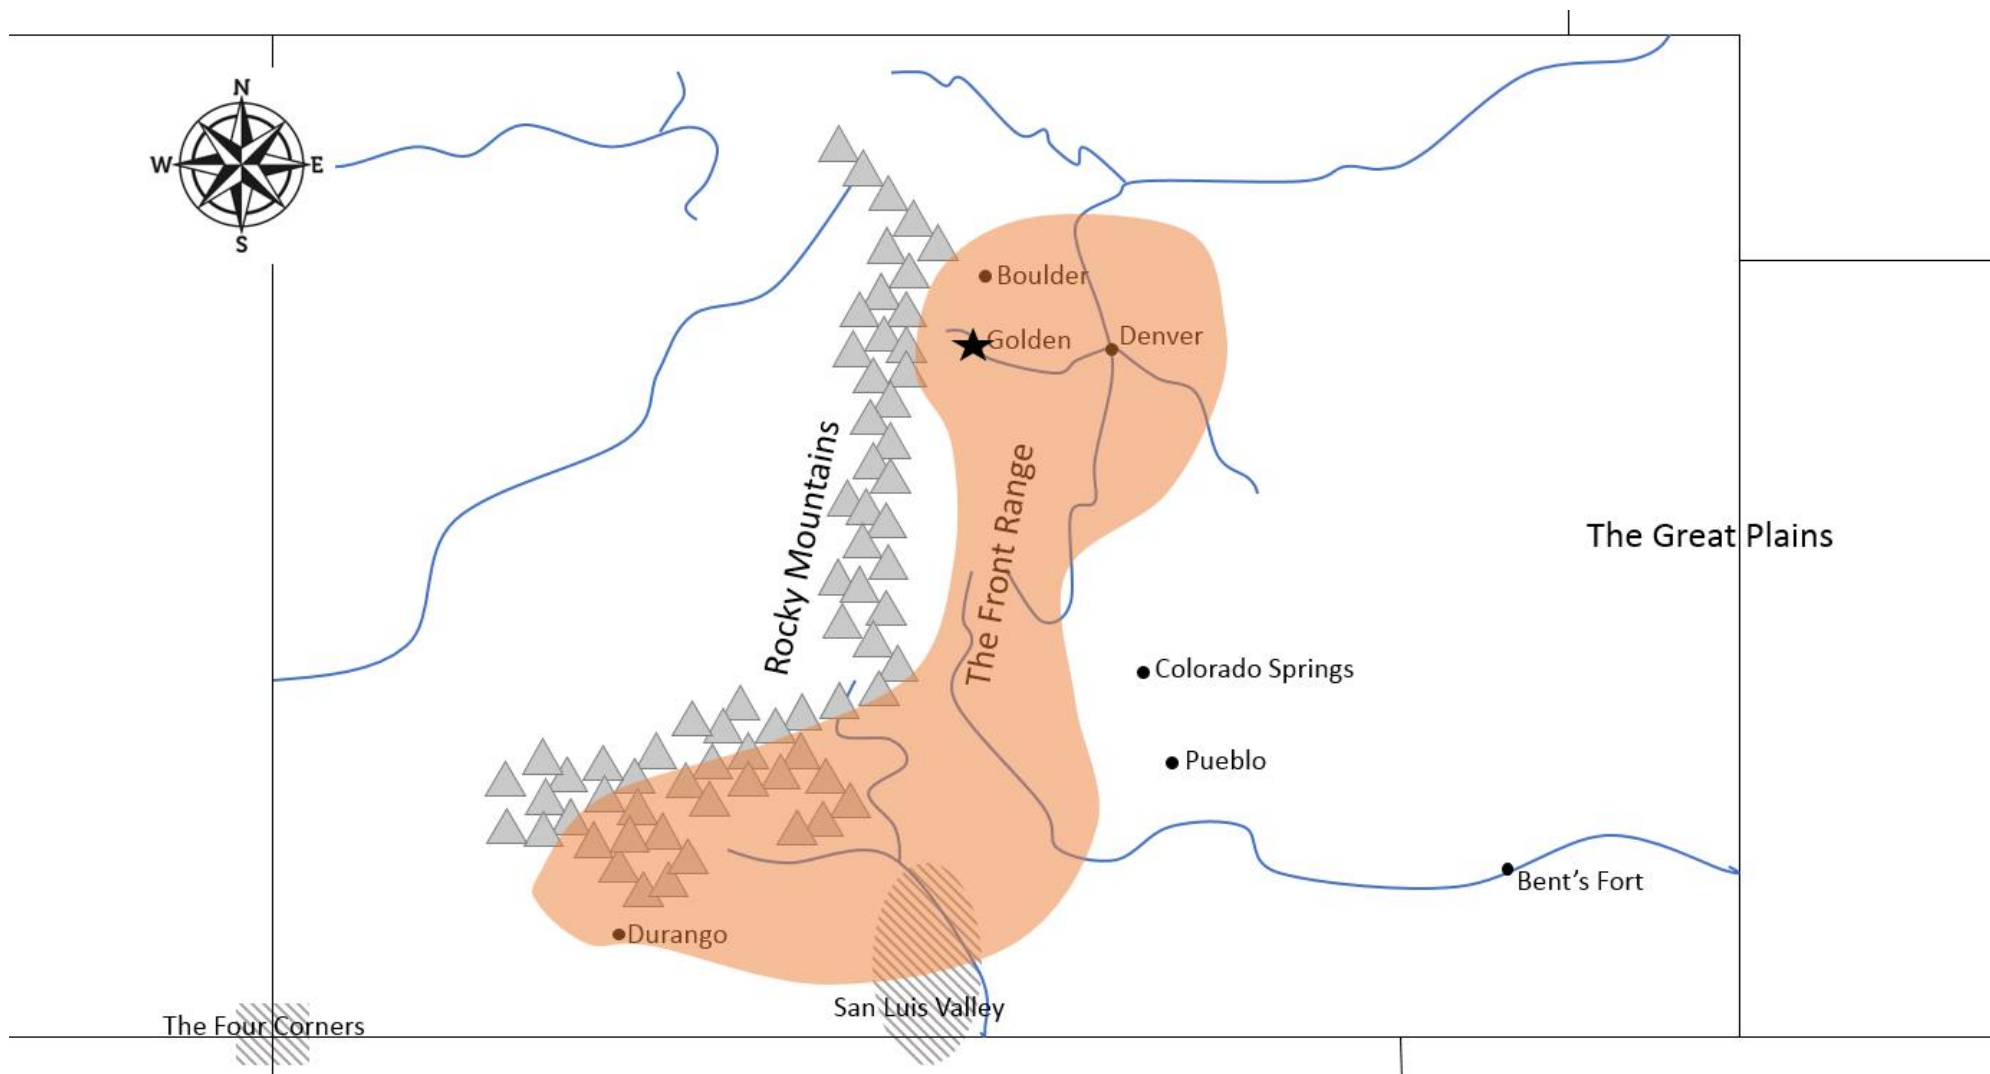 N
W
E
S
Boulder
Golden
Denver
Rocky Mountains
The Front Range
The Great Plains
Colorado Springs
Pueblo
Bent’s Fort
Durango
San Luis Valley
The Four Corners